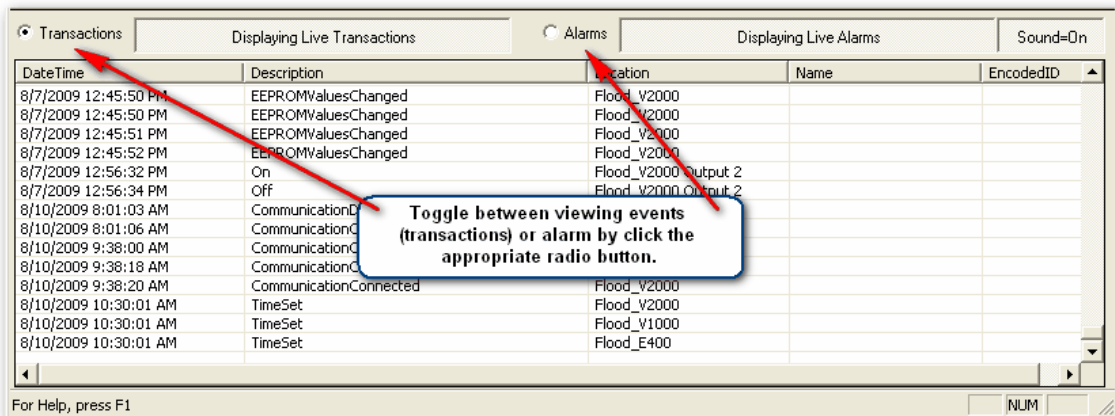 Transactions Displaying Live Transactions Alarms Displaying Live Alarms Sound=On
DateTime Description Location Name EncodedID
8/7/2009 12:45:50 PM EEPROMValuesChanged Flood_V2000
8/7/2009 12:45:50 PM EEPROMValuesChanged Flood_V2000
8/7/2009 12:45:51 PM EEPROMValuesChanged Flood_V2000
8/7/2009 12:45:52 PM EEPROMValuesChanged Flood_V2000
8/7/2009 12:56:32 PM On Flood_V2000 Output 2
8/7/2009 12:56:34 PM Off Flood_V2000 Output 2
8/10/2009 8:01:03 AM
8/10/2009 8:01:06 AM
8/10/2009 9:38:00 AM
8/10/2009 9:38:18 AM
8/10/2009 9:38:20 AM CommunicationConnected Flood_V2000
8/10/2009 10:30:01 AM TimeSet Flood_V2000
8/10/2009 10:30:01 AM TimeSet Flood_V1000
8/10/2009 10:30:01 AM TimeSet Flood_E400
Toggle between viewing events
(transactions) or alarm by click the
appropriate radio button.
For Help, press F1 NUM